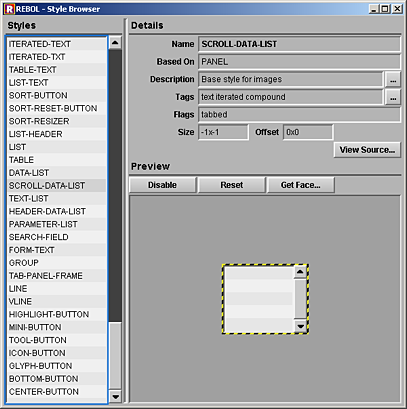 REBOL - Style Browser
Styles
ITERATED-TEXT
ITERATED-TXT
TABLE-TEXT
LIST-TEXT
SORT-BUTTON
SORT-RESET-BUTTON
SORT-RESIZER
LIST-HEADER
LIST
TABLE
DATA-LIST
SCROLL-DATA-LIST
TEXT-LIST
HEADER-DATA-LIST
PARAMETER-LIST
SEARCH-FIELD
FORM-TEXT
GROUP
TAB-PANEL-FRAME
LINE
VLINE
HIGHLIGHT-BUTTON
MINI-BUTTON
TOOL-BUTTON
ICON-BUTTON
GLYPH-BUTTON
BOTTOM-BUTTON
CENTER-BUTTON
Details
Name SCROLL-DATA-LIST
Based On PANEL
Description Base style for images ...
Tags text iterated compound ...
Flags tabbed
Size -1x-1 Offset 0x0
View Source...
Preview
Disable Reset Get Face...